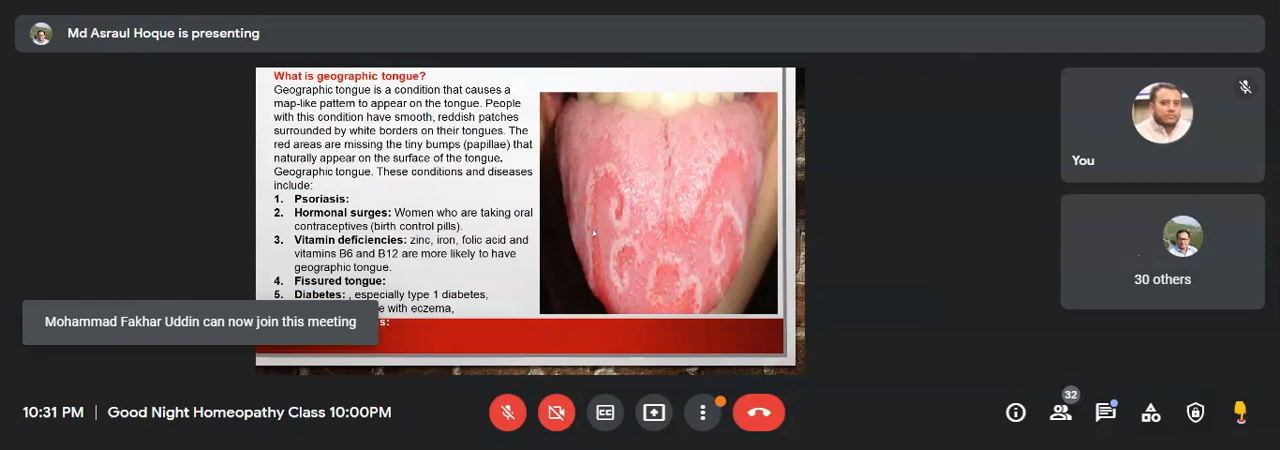 Md Asraul Hoque is presenting
What is geographic tongue?
Geographic tongue is a condition that causes a
map-like pattern to appear on the tongue. People
with this condition have smooth, reddish patches
surrounded by white borders on their tongues. The
red areas are missing the tiny bumps (papillae) that
naturally appear on the surface of the tongue.
Geographic tongue. These conditions and diseases
include:
1. Psoriasis:
2. Hormonal surges: Women who are taking oral
contraceptives (birth control pills).
3. Vitamin deficiencies: zinc, iron, folic acid and
vitamins B6 and B12 are more likely to have
geographic tongue.
4. Fissured tongue:
5. Diabetes: , especially type 1 diabetes,
with eczema,
Mohammad Fakhar Uddin can now join this meeting
You
30 others
10:31 PM | Good Night Homeopathy Class 10:00PM
32